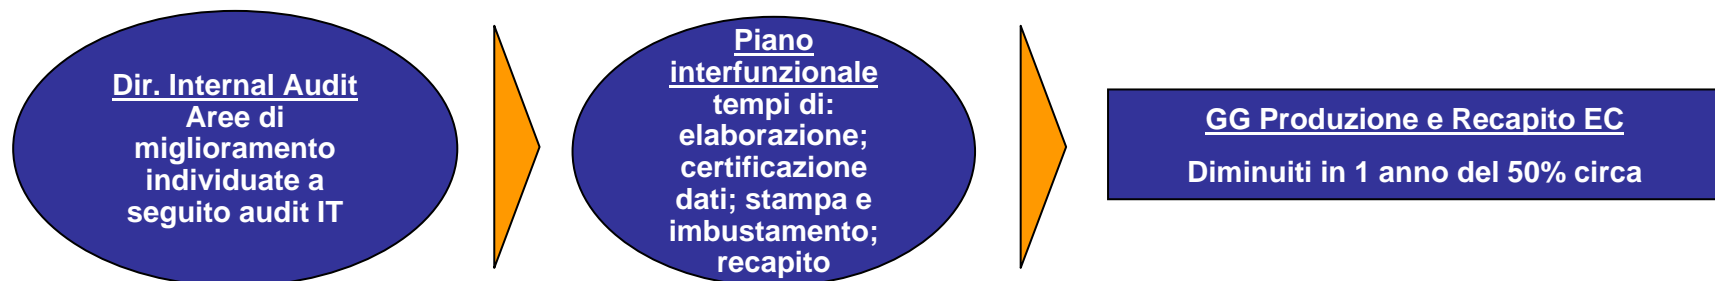 Dir. Internal Audit
Aree di
miglioramento
individuate a
seguito audit IT
Piano
interfunzionale
tempi di:
elaborazione;
certificazione
dati; stampa e
imbustamento;
recapito
GG Produzione e Recapito EC
Diminuiti in 1 anno del 50% circa